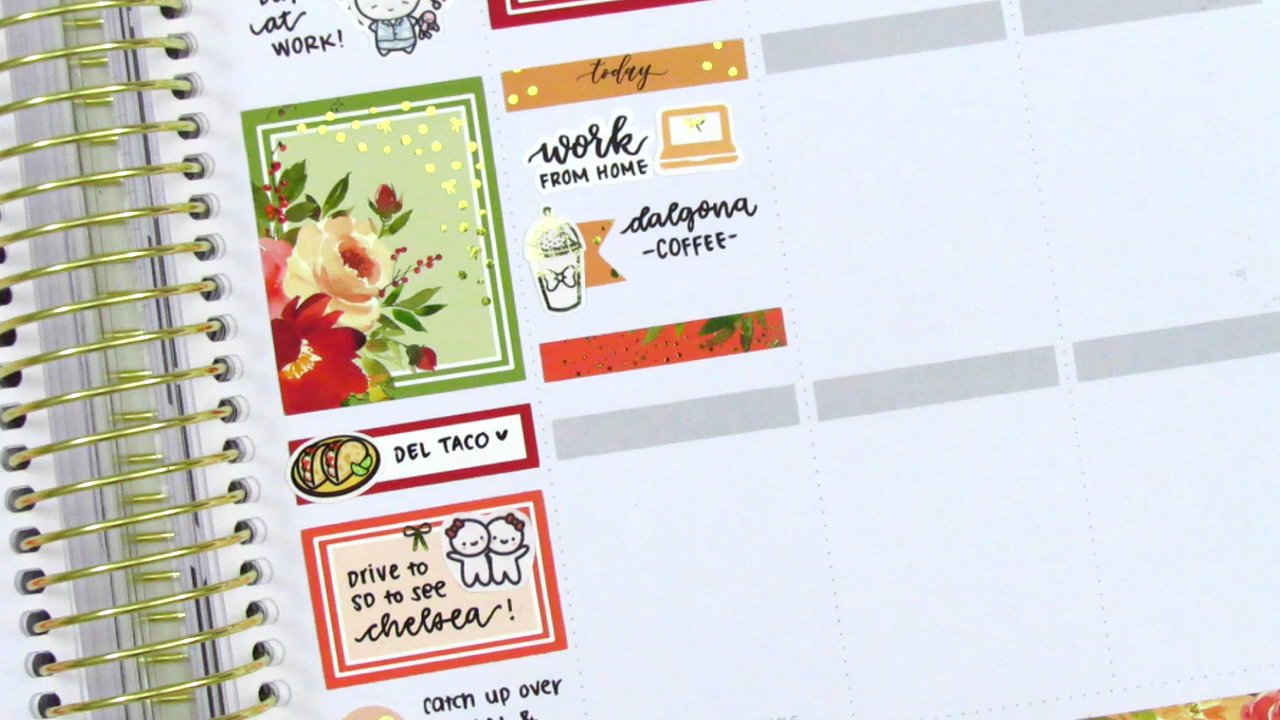 at
WORK!
today
work
FROM HOME
dalgona
-COFFEE-
DEL TACO ♥
Drive to
SD to see
chelsea!
catch up over
&